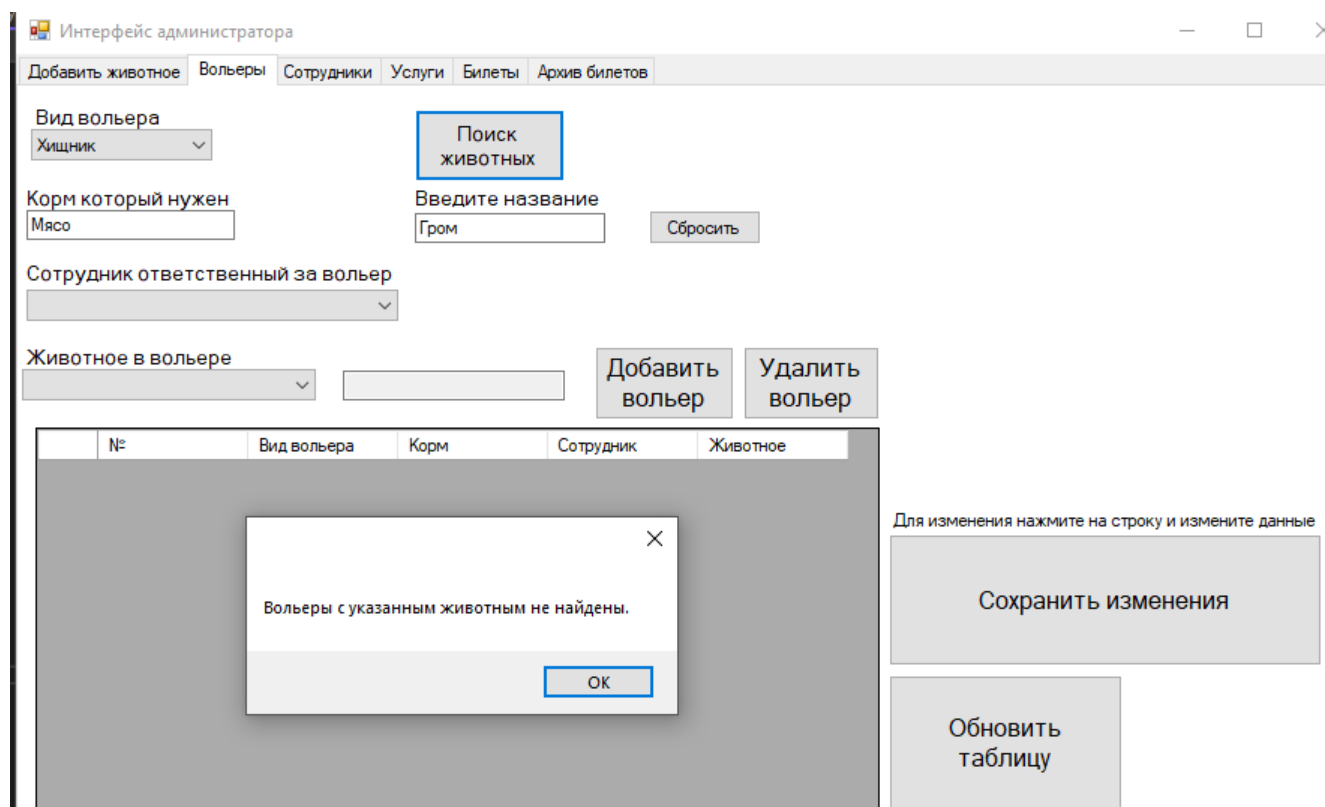 Интерфейс администратора
Добавить животное Вольеры Сотрудники Услуги Билеты Архив билетов
Вид вольера
Хищник
Поиск
животных
Корм который нужен
Мясо
Введите название
Гром
Сбросить
Сотрудник ответственный за вольер
Животное в вольере
Добавить
вольер
Удалить
вольер
№ Вид вольера Корм Сотрудник Животное
Вольеры с указанным животным не найдены.
ОК
Для изменения нажмите на строку и измените данные
Сохранить изменения
Обновить
таблицу